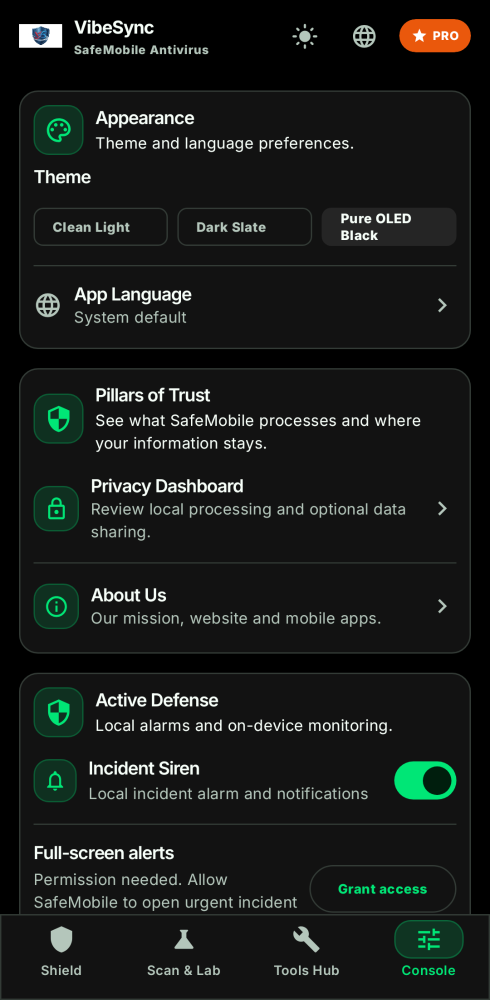 VibeSync
SafeMobile Antivirus
PRO
Appearance
Theme and language preferences.
Theme
Clean Light
Dark Slate
Pure OLED
Black
App Language
System default
Pillars of Trust
See what SafeMobile processes and where
your information stays.
Privacy Dashboard
Review local processing and optional data
sharing.
About Us
Our mission, website and mobile apps.
Active Defense
Local alarms and on-device monitoring.
Incident Siren
Local incident alarm and notifications
Full-screen alerts
Permission needed. Allow
SafeMobile to open urgent incident
Grant access
Shield
Scan & Lab
Tools Hub
Console